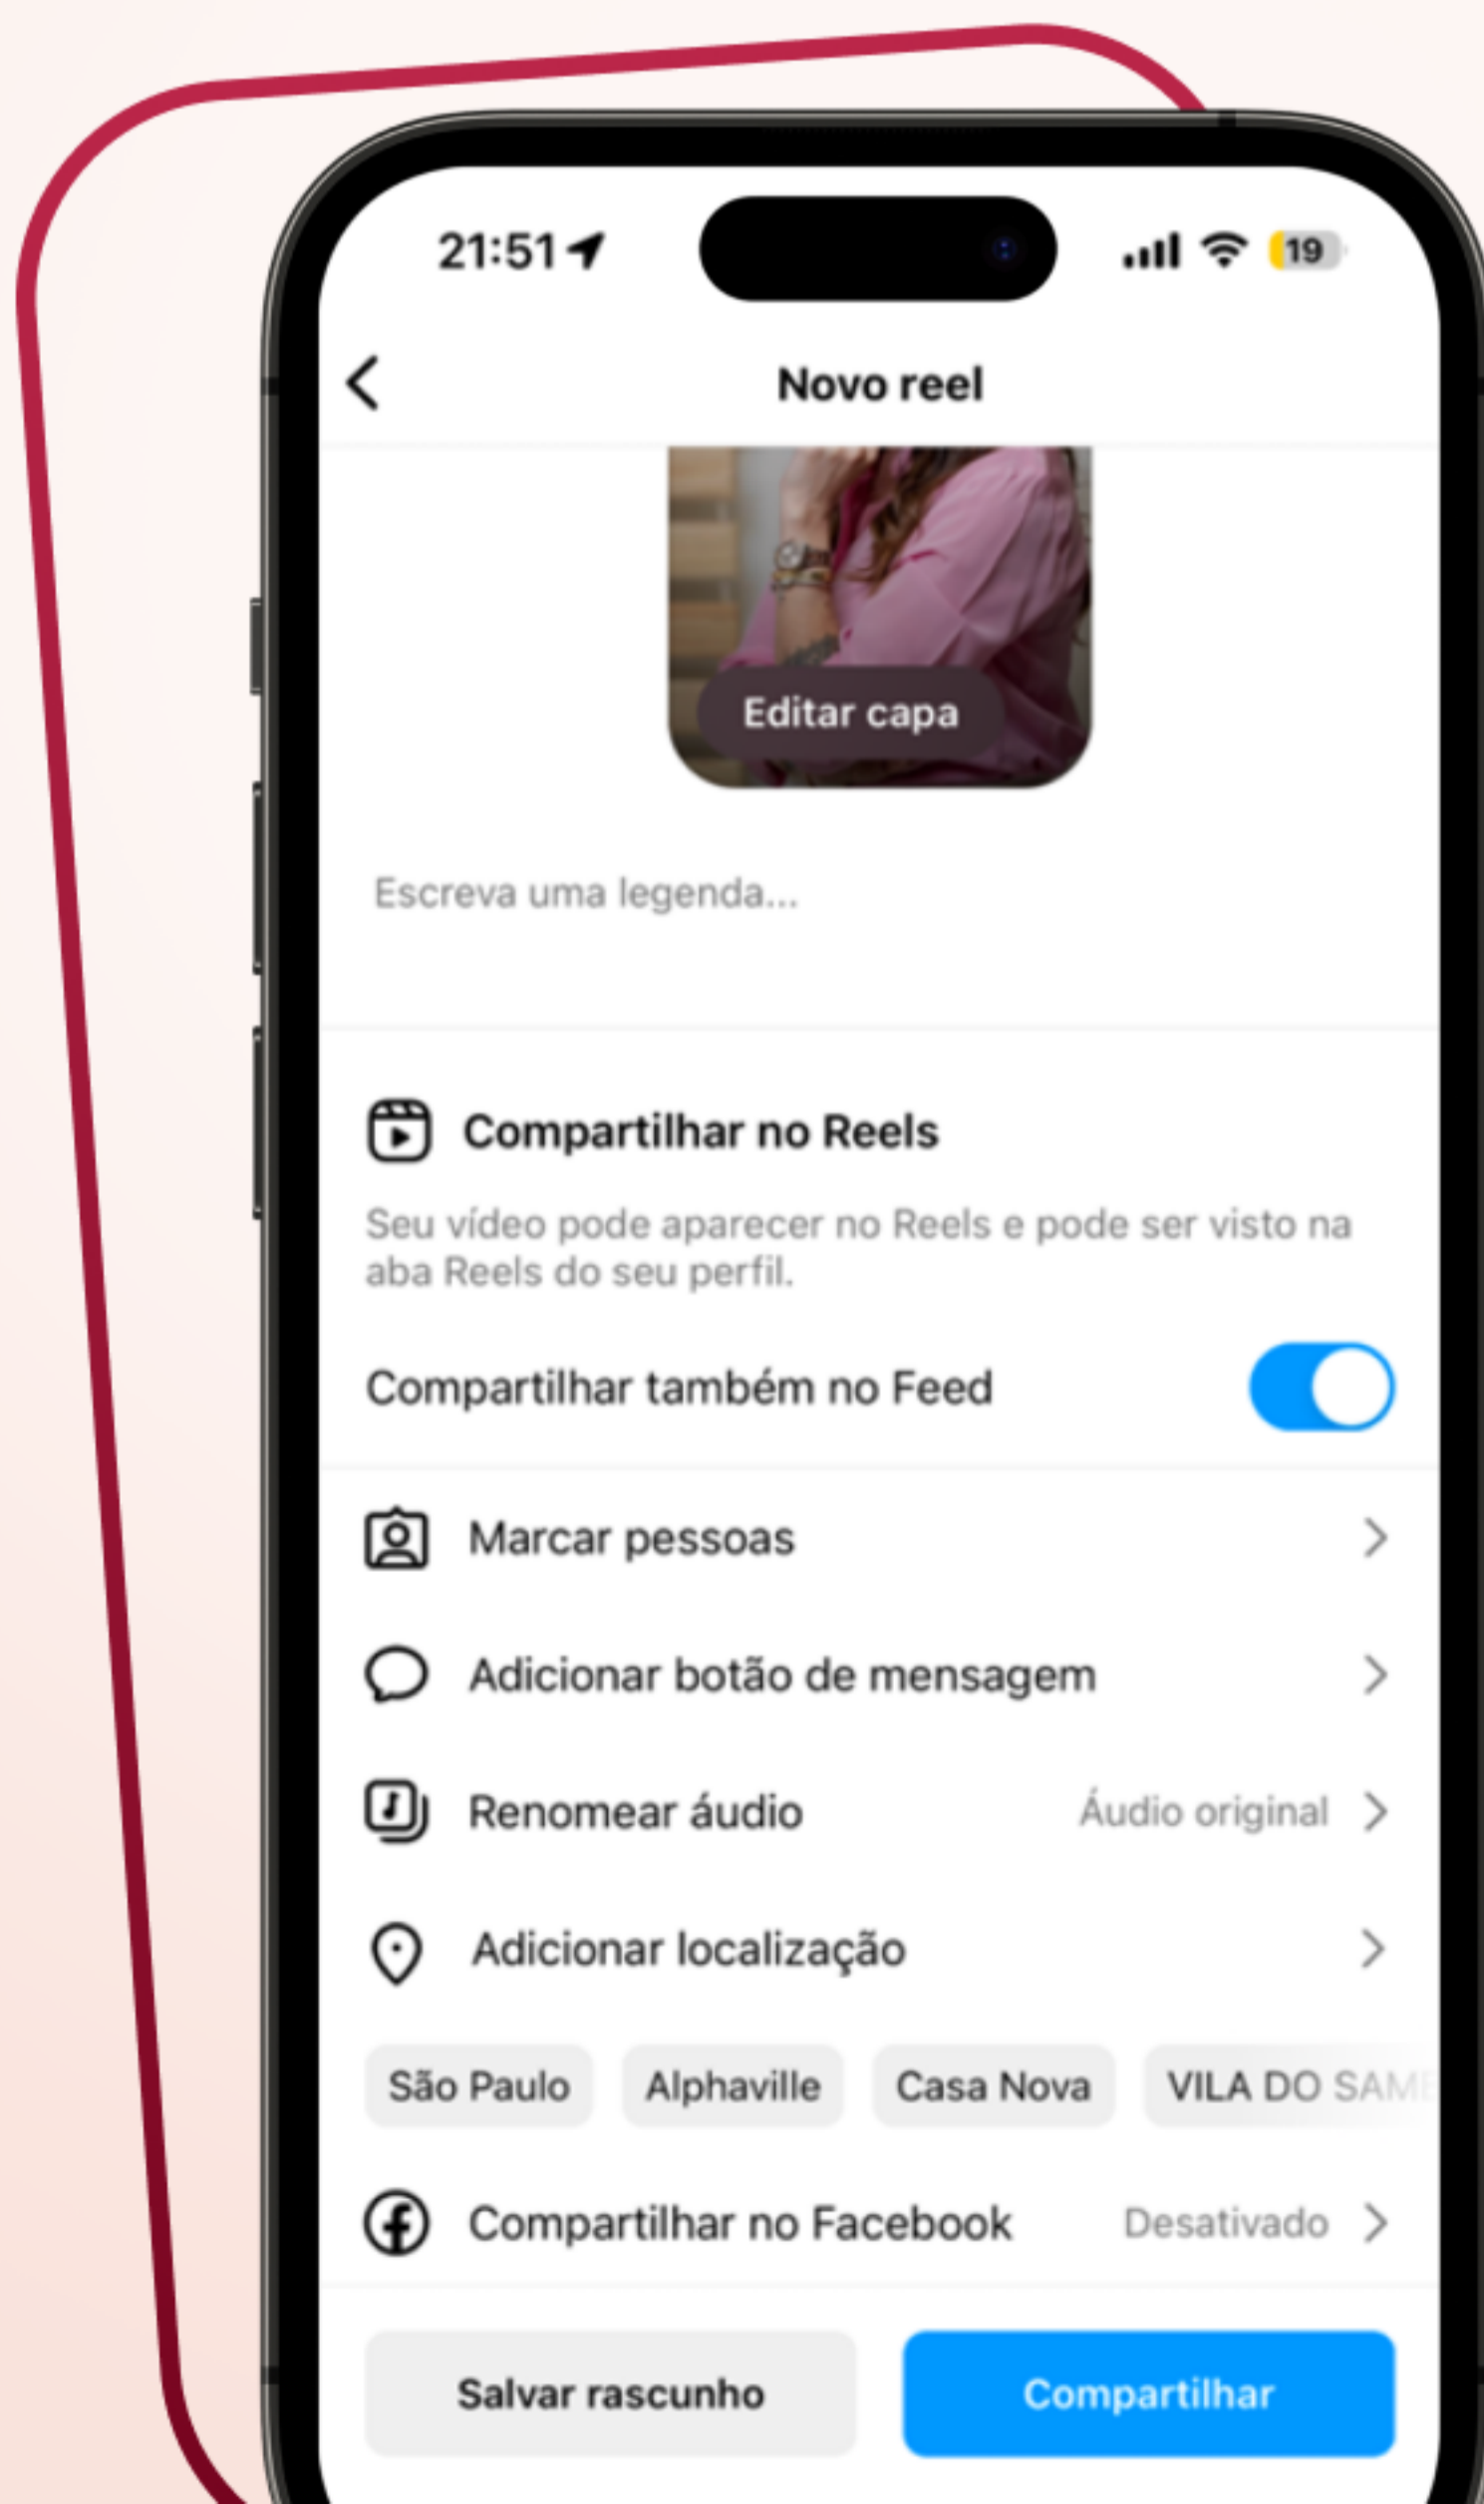 21:51
19
Novo reel
Editar capa
Escreva uma legenda...
Compartilhar no Reels
Seu vídeo pode aparecer no Reels e pode ser visto na
aba Reels do seu perfil.
Compartilhar também no Feed
Marcar pessoas
Adicionar botão de mensagem
Renomear áudio Áudio original
Adicionar localização
São Paulo Alphaville Casa Nova VILA DO
Compartilhar no Facebook Desativado
Salvar rascunho Compartilhar